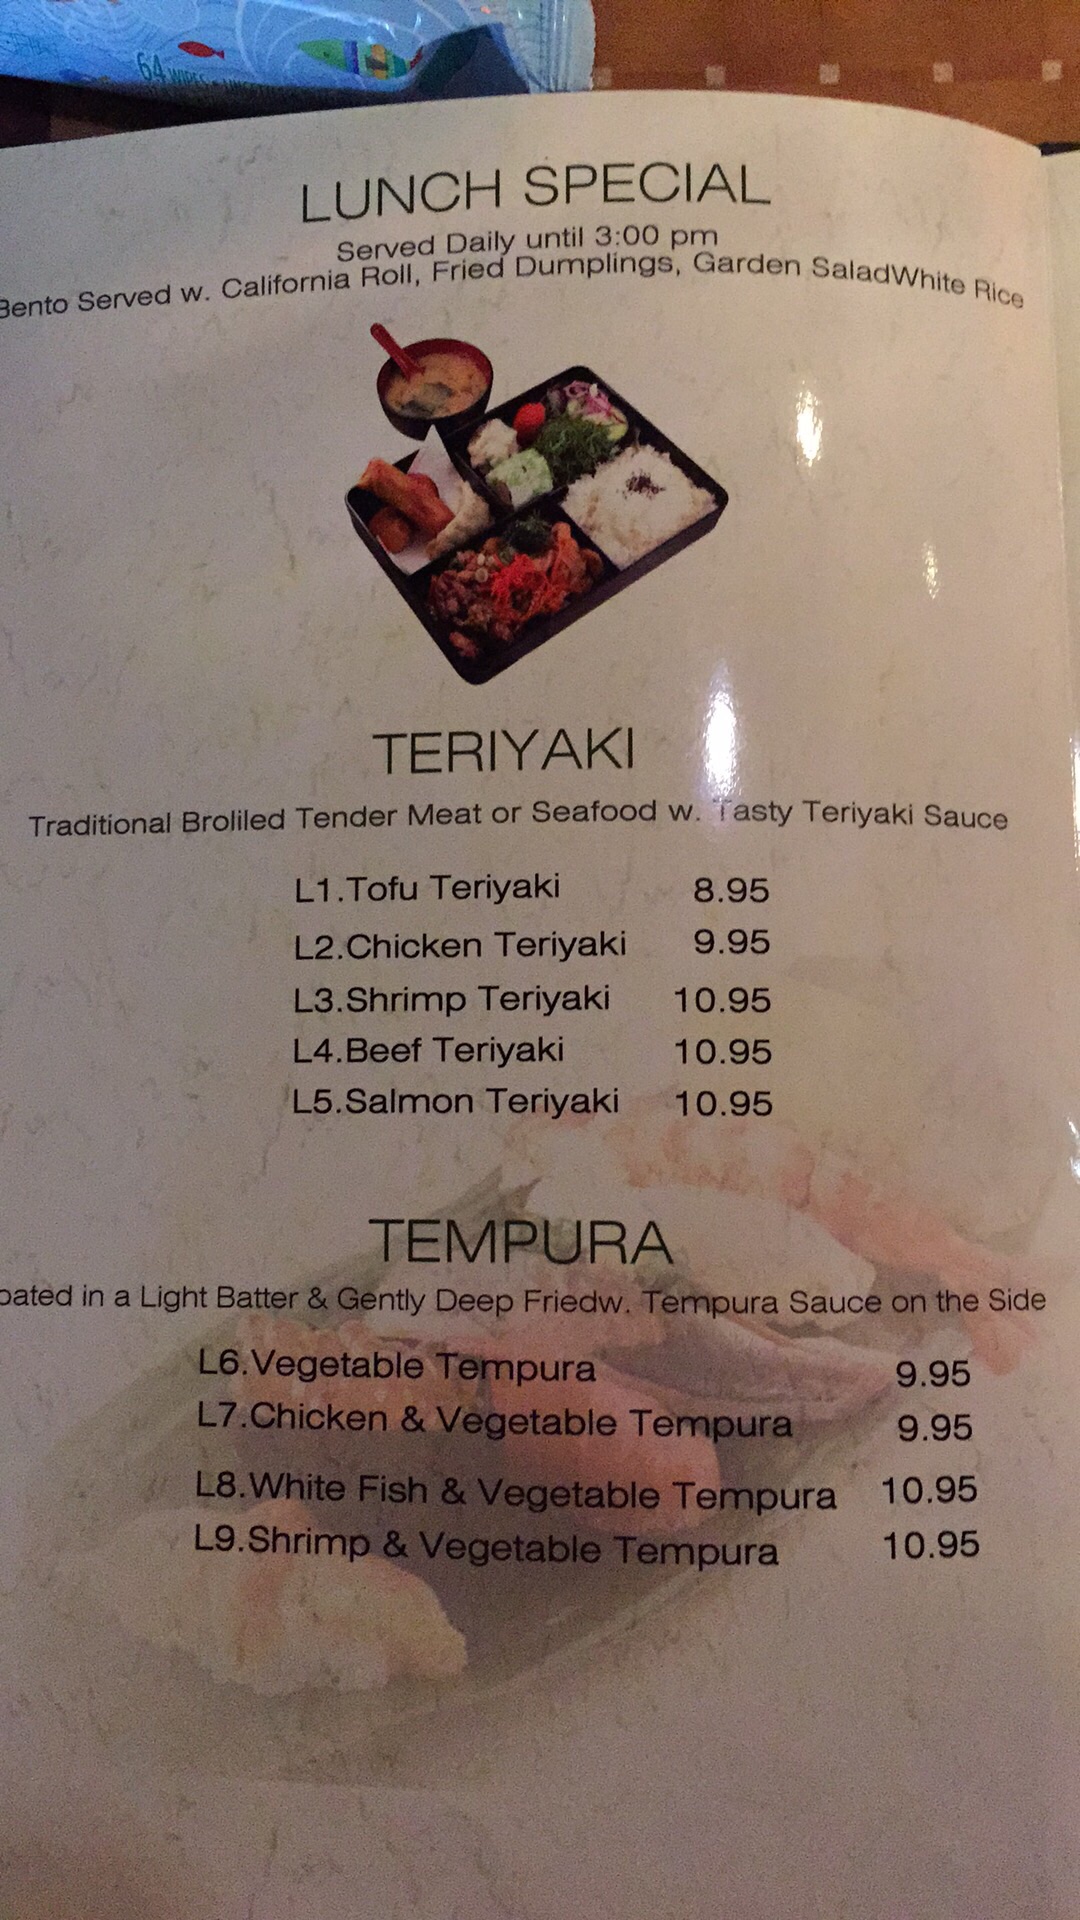 64 WIPES
LUNCH SPECIAL
Served Daily until 3:00 pm
Bento Served w. California Roll, Fried Dumplings, Garden SaladWhite Rice
TERIYAKI
Traditional Broliled Tender Meat or Seafood w. Tasty Teriyaki Sauce
L1.Tofu Teriyaki 8.95
L2.Chicken Teriyaki 9.95
L3.Shrimp Teriyaki 10.95
L4.Beef Teriyaki 10.95
L5.Salmon Teriyaki 10.95
TEMPURA
oated in a Light Batter & Gently Deep Friedw. Tempura Sauce on the Side
L6.Vegetable Tempura 9.95
L7.Chicken & Vegetable Tempura 9.95
L8.White Fish & Vegetable Tempura 10.95
L9.Shrimp & Vegetable Tempura 10.95